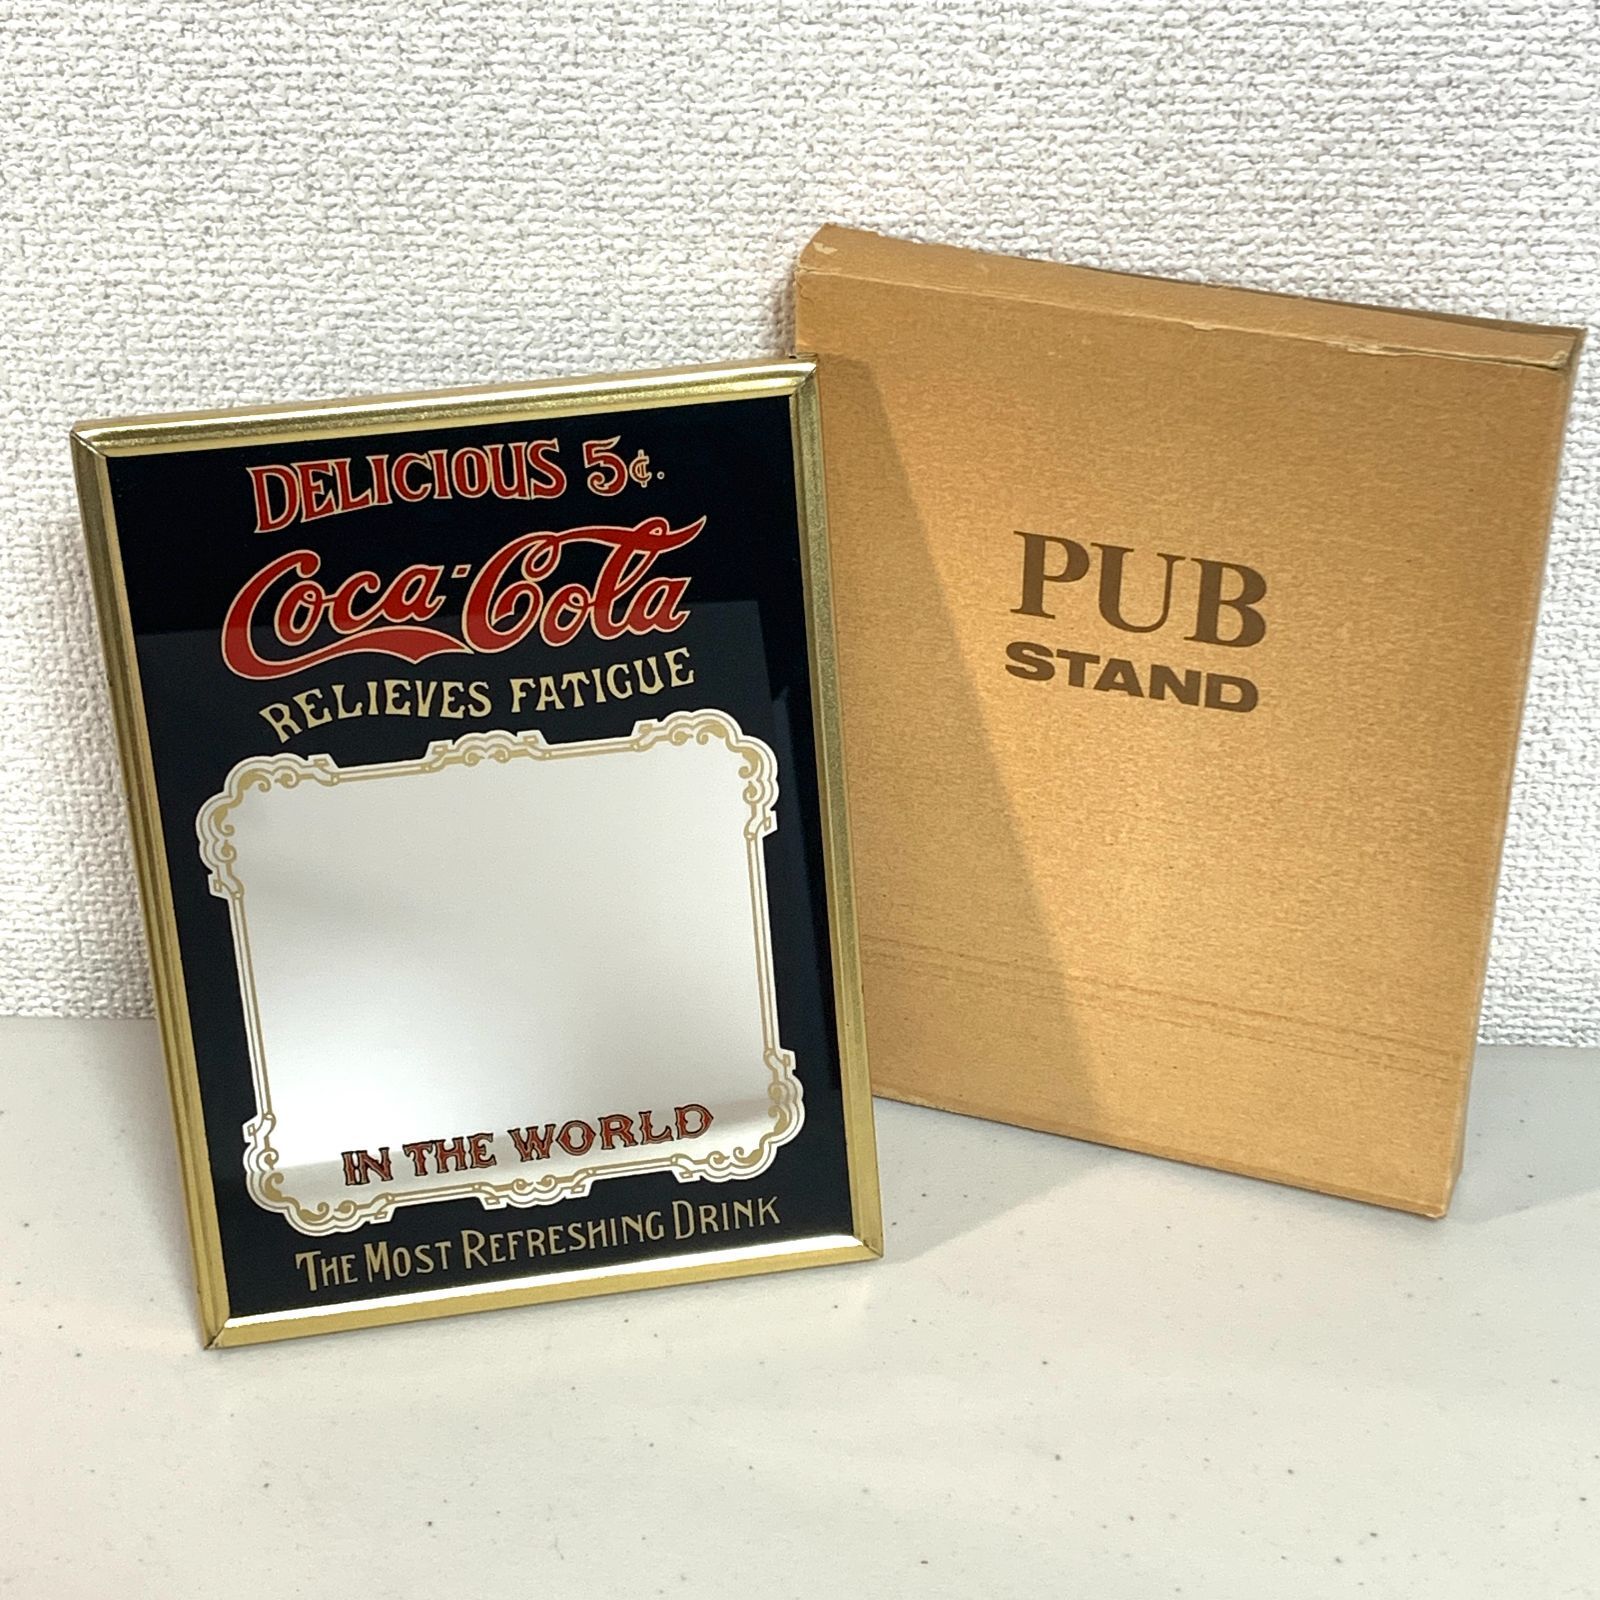 DELICIOUS 5¢.
Coca-Cola
RELIEVES FATIGUE
IN THE WORLD
THE MOST REFRESHING DRINK
PUB
STAND